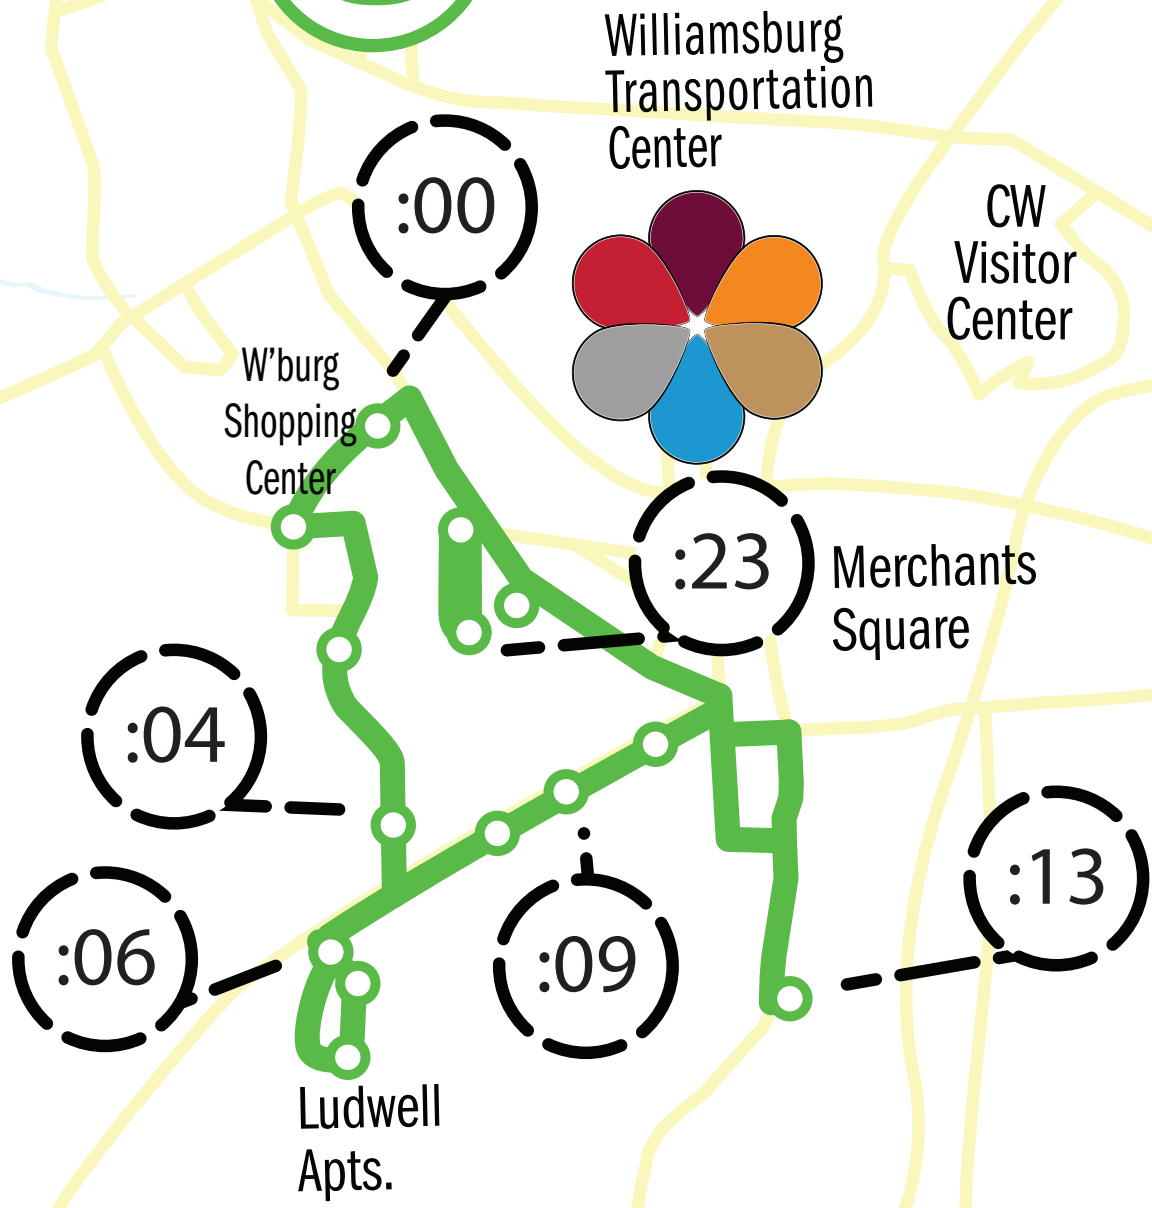 Williamsburg
Transportation
Center
:00
CW
Visitor
Center
W'burg
Shopping
Center
:23
Merchants
Square
:04
:13
:06
:09
Ludwell
Apts.